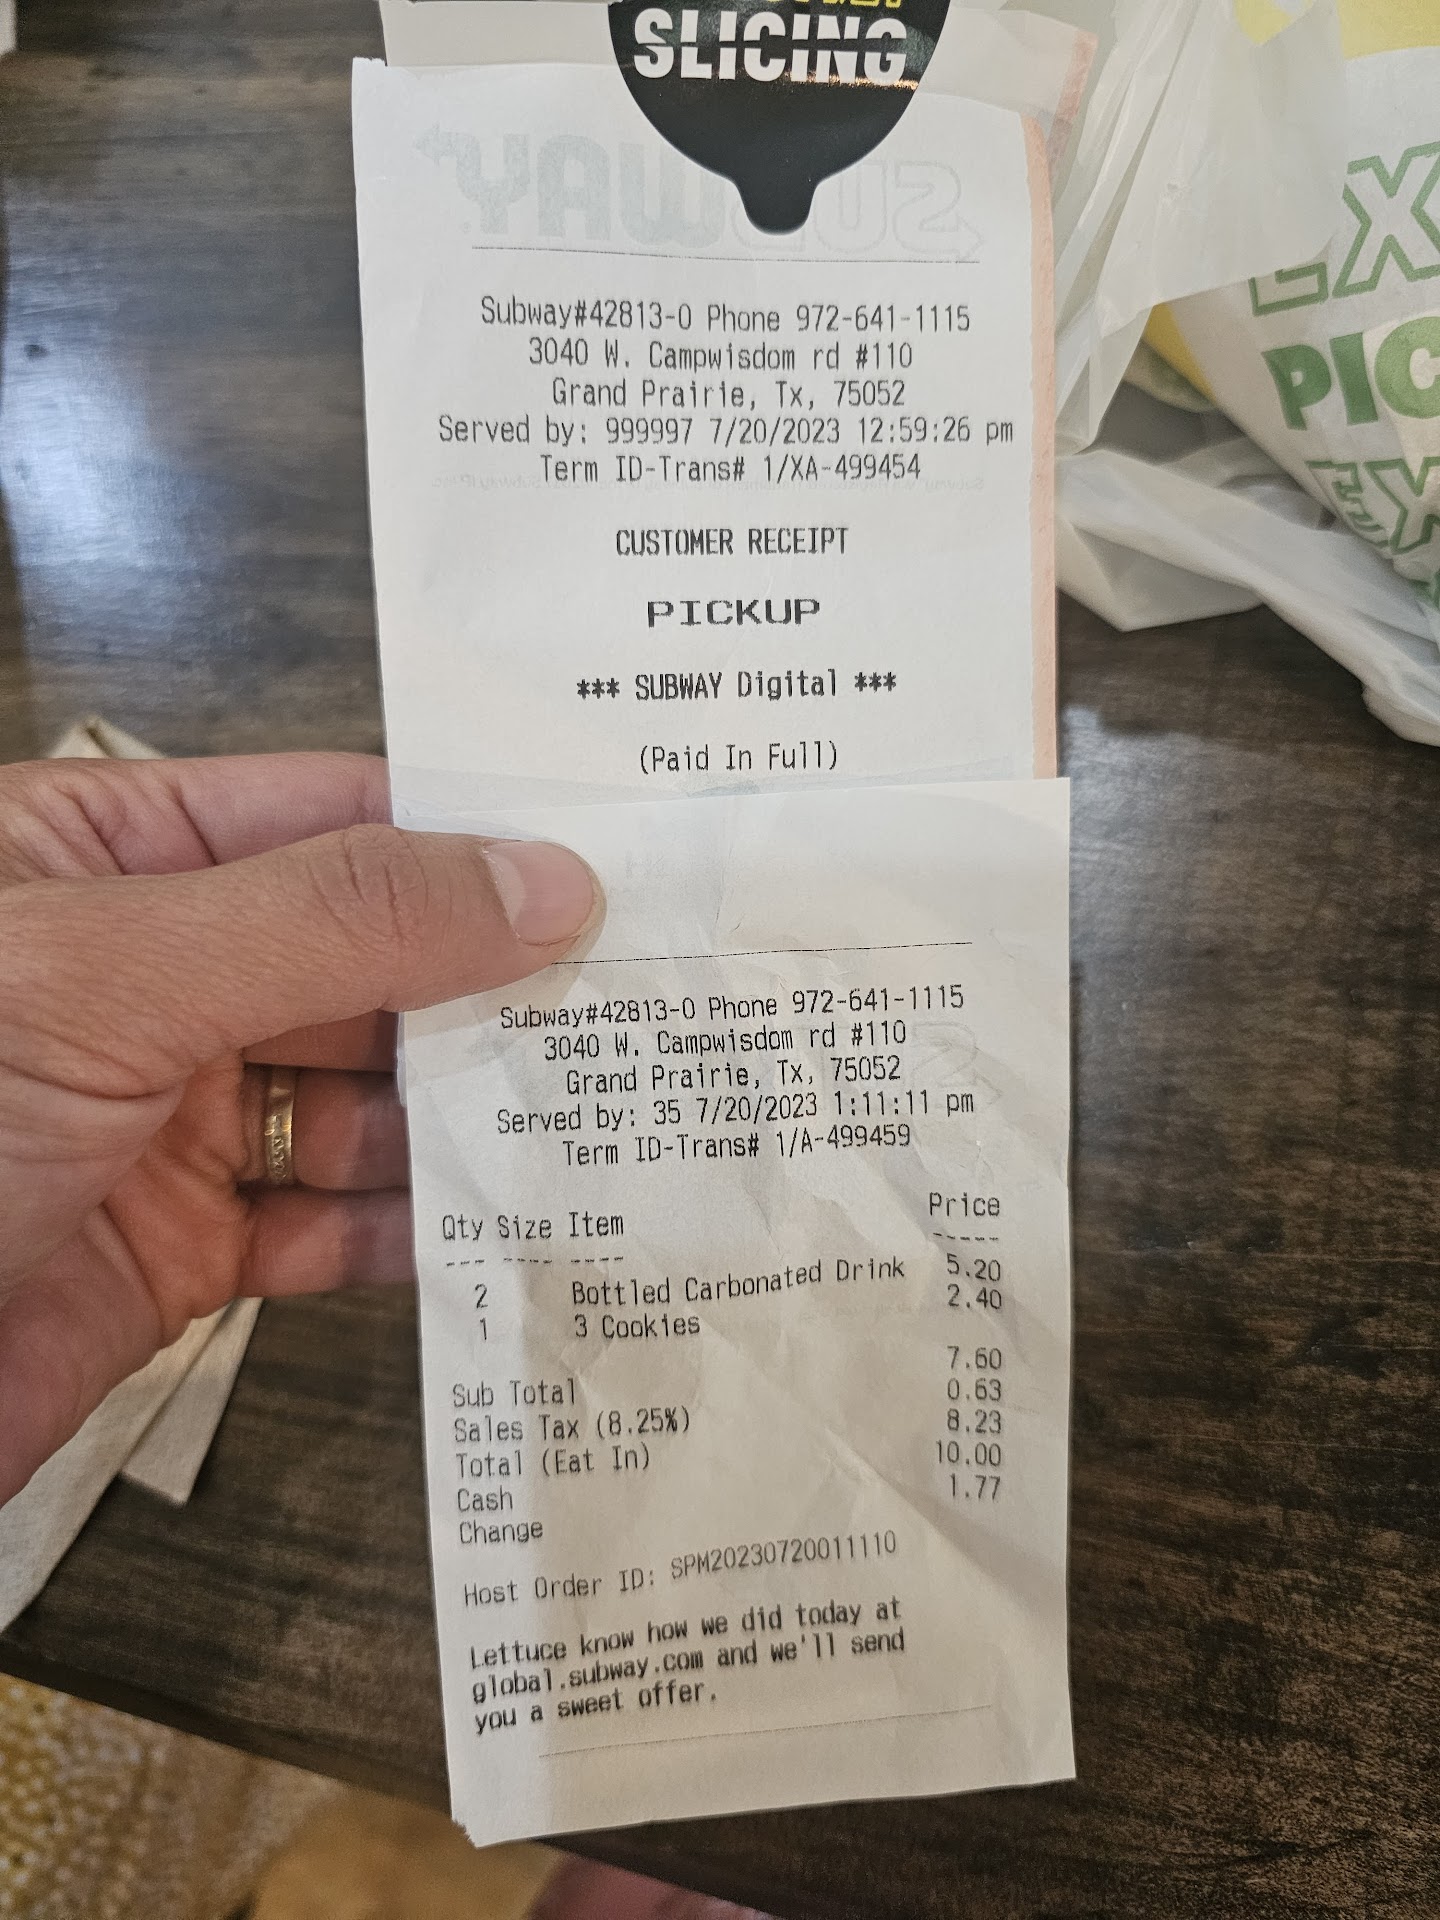 SLICING
SUBWAY
Subway#42813-0 Phone 972-641-1115
3040 W. Campwisdom rd #110
Grand Prairie, Tx, 75052
Served by: 999997 7/20/2023 12:59:26 pm
Term ID-Trans# 1/XA-499454
CUSTOMER RECEIPT
PICKUP
*** SUBWAY Digital ***
(Paid In Full)
Subway#42813-0 Phone 972-641-1115
3040 W. Campwisdom rd #110
Grand Prairie, Tx, 75052
Served by: 35 7/20/2023 1:11:11 pm
Term ID-Trans# 1/A-499459
Qty Size Item Price
--- ---- ---- -----
2 Bottled Carbonated Drink 5.20
1 3 Cookies 2.40
Sub Total 7.60
Sales Tax (8.25%) 0.63
Total (Eat In) 8.23
Cash 10.00
Change 1.77
Host Order ID: SPM20230720011110
Lettuce know how we did today at
global.subway.com and we'll send
you a sweet offer.
EX
PIC
EX